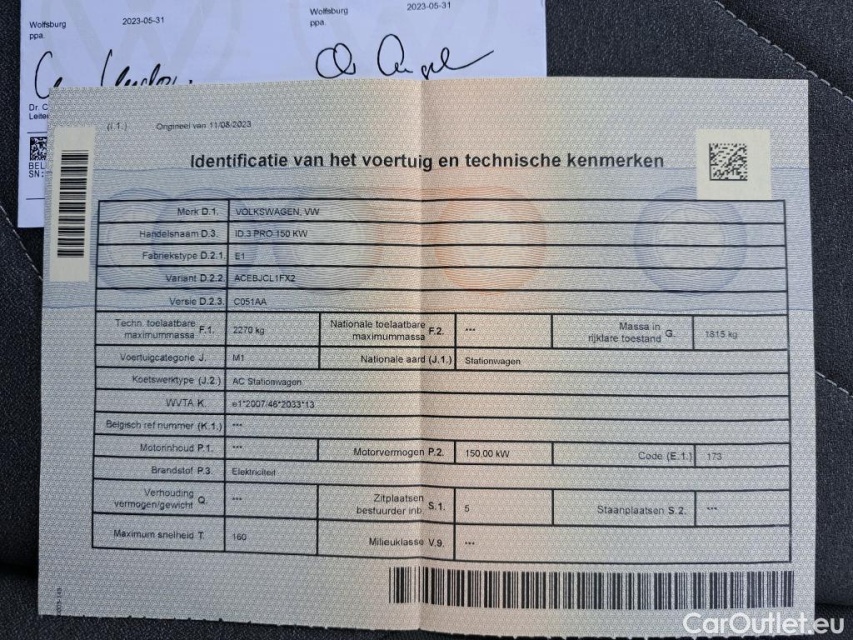 Wolfsburg 2023-05-31 Wolfsburg 2023-05-31
ppa. ppa.
Dr. C
BEL
SN:
(i.1.) Origineel van 11/08/2023
Identificatie van het voertuig en technische kenmerken
Merk D.1. VOLKSWAGEN, VW
Handelsnaam D.3. ID.3 PRO 150 KW
Fabriekstype D.2.1. E1
Variant D.2.2. ACEBJCL1FX2
Versie D.2.3. C051AA
Techn. toelaatbare maximummassa F.1. 2270 kg Nationale toelaatbare maximummassa F.2. --- Massa in rijklare toestand G. 1815 kg
Voertuigcategorie J. M1 Nationale aard (J.1.) Stationwagen
Koetswerktype (J.2.) AC Stationwagen
WVTA K. e1*2007/46*2033*13
Belgisch ref nummer (K.1.) ---
Motorinhoud P.1. --- Motorvermogen P.2. 150,00 kW Code (E.1.) 173
Brandstof P.3. Elektriciteit
Verhouding vermogen/gewicht Q. --- Zitplaatsen bestuurder inb. S.1. 5 Staanplaatsen S.2. ---
Maximum snelheid T. 160 Milieuklasse V.9. ---
CarOutlet.eu